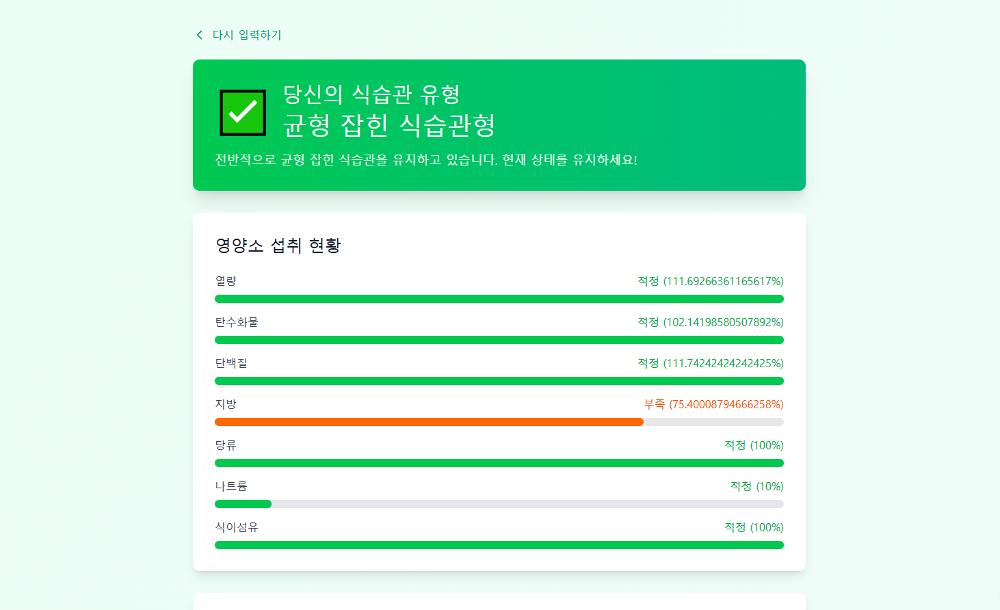 다시 입력하기
당신의 식습관 유형
균형 잡힌 식습관형
전반적으로 균형 잡힌 식습관을 유지하고 있습니다. 현재 상태를 유지하세요!
영양소 섭취 현황
열량 적정 (111.69266361165617%)
탄수화물 적정 (102.14198580507892%)
단백질 적정 (111.74242424242425%)
지방 부족 (75.40008794666258%)
당류 적정 (100%)
나트륨 적정 (10%)
식이섬유 적정 (100%)